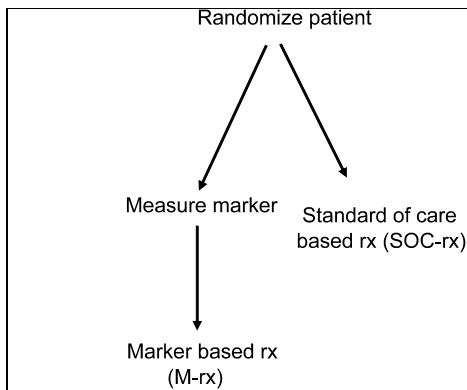 Randomize patient
Measure marker
Standard of care
based rx (SOC-rx)
Marker based rx
(M-rx)